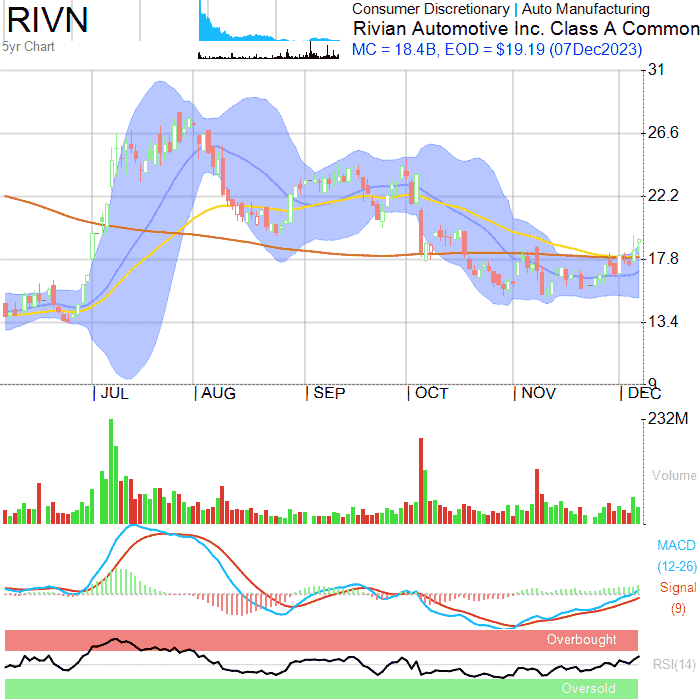 RIVN
5yr Chart
Consumer Discretionary | Auto Manufacturing
Rivian Automotive Inc. Class A Common
MC = 18.4B, EOD = $19.19 (07Dec2023)
31
26.6
22.2
17.8
13.4
9
JUL AUG SEP OCT NOV DEC
232M
Volume
MACD
(12-26)
Signal
(9)
Overbought
RSI(14)
Oversold